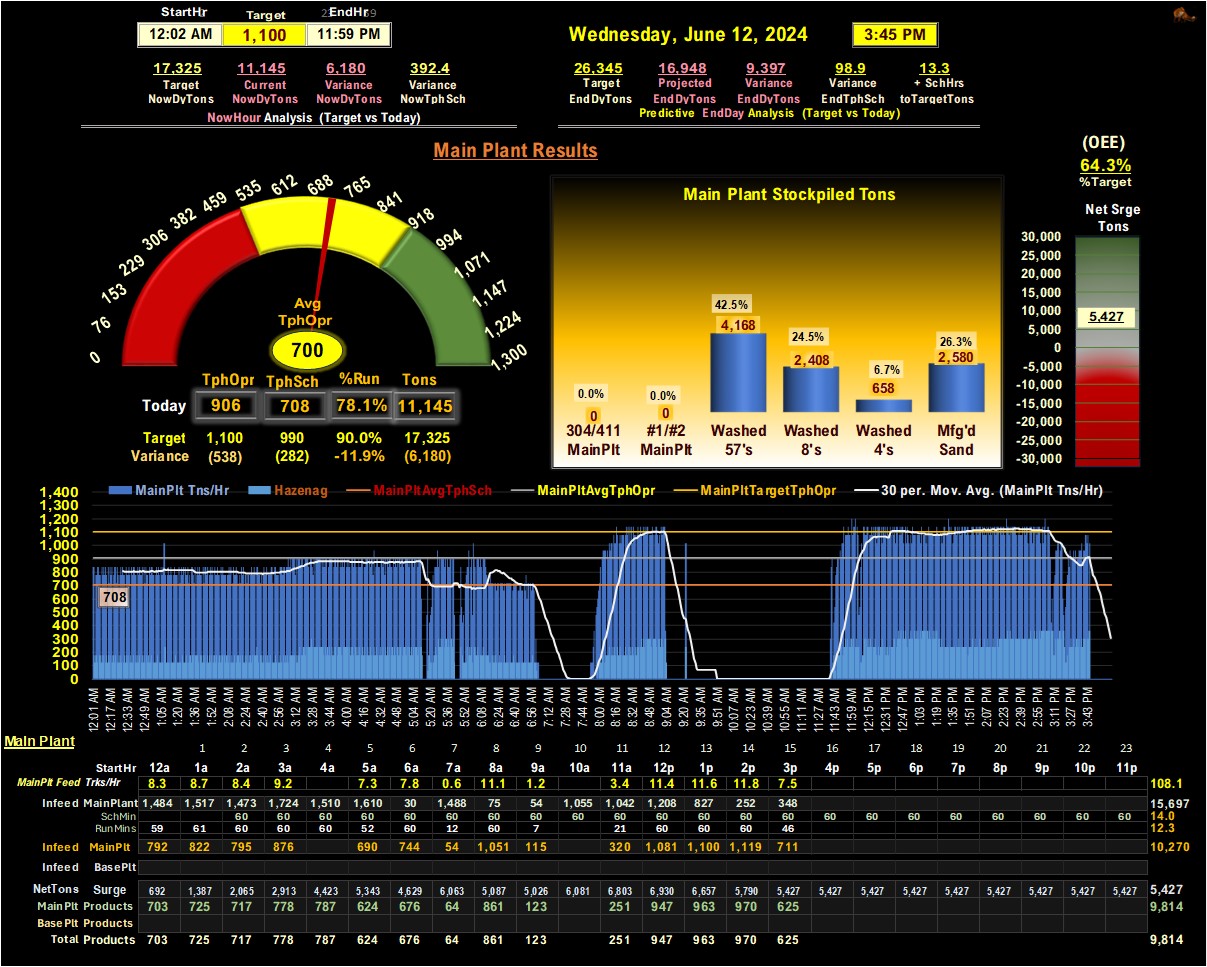 StartHr Target EndHr
12:02 AM 1,100 11:59 PM
Wednesday, June 12, 2024 3:45 PM
17,325 11,145 6,180 392.4
Target Current Variance Variance
NowDyTons NowDyTons NowDyTons NowTphSch
NowHour Analysis (Target vs Today)
26,345 16,948 9,397 98.9 13.3
Target Projected Variance Variance + SchHrs
EndDyTons EndDyTons EndDyTons EndTphSch toTargetTons
Predictive EndDay Analysis (Target vs Today)
Main Plant Results
(OEE)
64.3%
%Target
Net Srge
Tons
30,000
25,000
20,000
15,000
10,000
5,427
5,000
0
-5,000
-10,000
-15,000
-20,000
-25,000
-30,000
0 76 153 229 306 382 459 535 612 688 765 841 918 994 1,071 1,147 1,224 1,300
Avg
TphOpr
700
TphOpr TphSch %Run Tons
Today 906 708 78.1% 11,145
Target 1,100 990 90.0% 17,325
Variance (538) (282) -11.9% (6,180)
Main Plant Stockpiled Tons
0.0% 0.0% 42.5% 24.5% 6.7% 26.3%
0 0 4,168 2,408 658 2,580
304/411 #1/#2 Washed Washed Washed Mfg'd
MainPlt MainPlt 57's 8's 4's Sand
MainPlt Tns/Hr Hazenag MainPltAvgTphSch MainPltAvgTphOpr MainPltTargetTphOpr 30 per. Mov. Avg. (MainPlt Tns/Hr)
1,400
1,300
1,200
1,100
1,000
900
800
700
600
500
400
300
200
100
0
708
12:01 AM 12:17 AM 12:33 AM 12:49 AM 1:05 AM 1:20 AM 1:36 AM 1:52 AM 2:08 AM 2:24 AM 2:40 AM 2:56 AM 3:12 AM 3:28 AM 3:44 AM 4:00 AM 4:16 AM 4:32 AM 4:48 AM 5:04 AM 5:20 AM 5:36 AM 5:52 AM 6:08 AM 6:24 AM 6:40 AM 6:56 AM 7:12 AM 7:28 AM 7:44 AM 8:00 AM 8:16 AM 8:32 AM 8:48 AM 9:04 AM 9:20 AM 9:35 AM 9:51 AM 10:07 AM 10:23 AM 10:39 AM 10:55 AM 11:11 AM 11:27 AM 11:43 AM 11:59 AM 12:15 PM 12:31 PM 12:47 PM 1:03 PM 1:19 PM 1:35 PM 1:51 PM 2:07 PM 2:23 PM 2:39 PM 2:55 PM 3:11 PM 3:27 PM 3:43 PM
Main Plant
1 2 3 4 5 6 7 8 9 10 11 12 13 14 15 16 17 18 19 20 21 22 23
StartHr 12a 1a 2a 3a 4a 5a 6a 7a 8a 9a 10a 11a 12p 1p 2p 3p 4p 5p 6p 7p 8p 9p 10p 11p
MainPlt Feed Trks/Hr 8.3 8.7 8.4 9.2 7.3 7.8 0.6 11.1 1.2 3.4 11.4 11.6 11.8 7.5 108.1
Infeed MainPlant 1,484 1,517 1,473 1,724 1,510 1,610 30 1,488 75 54 1,055 1,042 1,208 827 252 348 15,697
SchMin 60 60 60 60 60 60 60 60 60 60 60 60 60 60 60 60 60 60 60 60 60 60 14.0
RunMins 59 61 60 60 60 52 60 12 60 7 21 60 60 60 46 12.3
Infeed MainPlt 792 822 795 876 690 744 54 1,051 115 320 1,081 1,100 1,119 711 10,270
Infeed BasePlt
NetTons Surge 692 1,387 2,065 2,913 4,423 5,343 4,629 6,063 5,087 5,026 6,081 6,803 6,930 6,657 5,790 5,427 5,427 5,427 5,427 5,427 5,427 5,427 5,427 5,427 5,427
MainPlt Products 703 725 717 778 787 624 676 64 861 123 251 947 963 970 625 9,814
BasePlt Products
Total Products 703 725 717 778 787 624 676 64 861 123 251 947 963 970 625 9,814